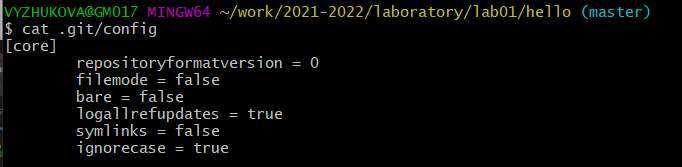 VYZHUKOVA@GM017 MINGW64 ~/work/2021-2022/laboratory/lab01/hello (master)
$ cat .git/config
[core]
        repositoryformatversion = 0
        filemode = false
        bare = false
        logallrefupdates = true
        symlinks = false
        ignorecase = true